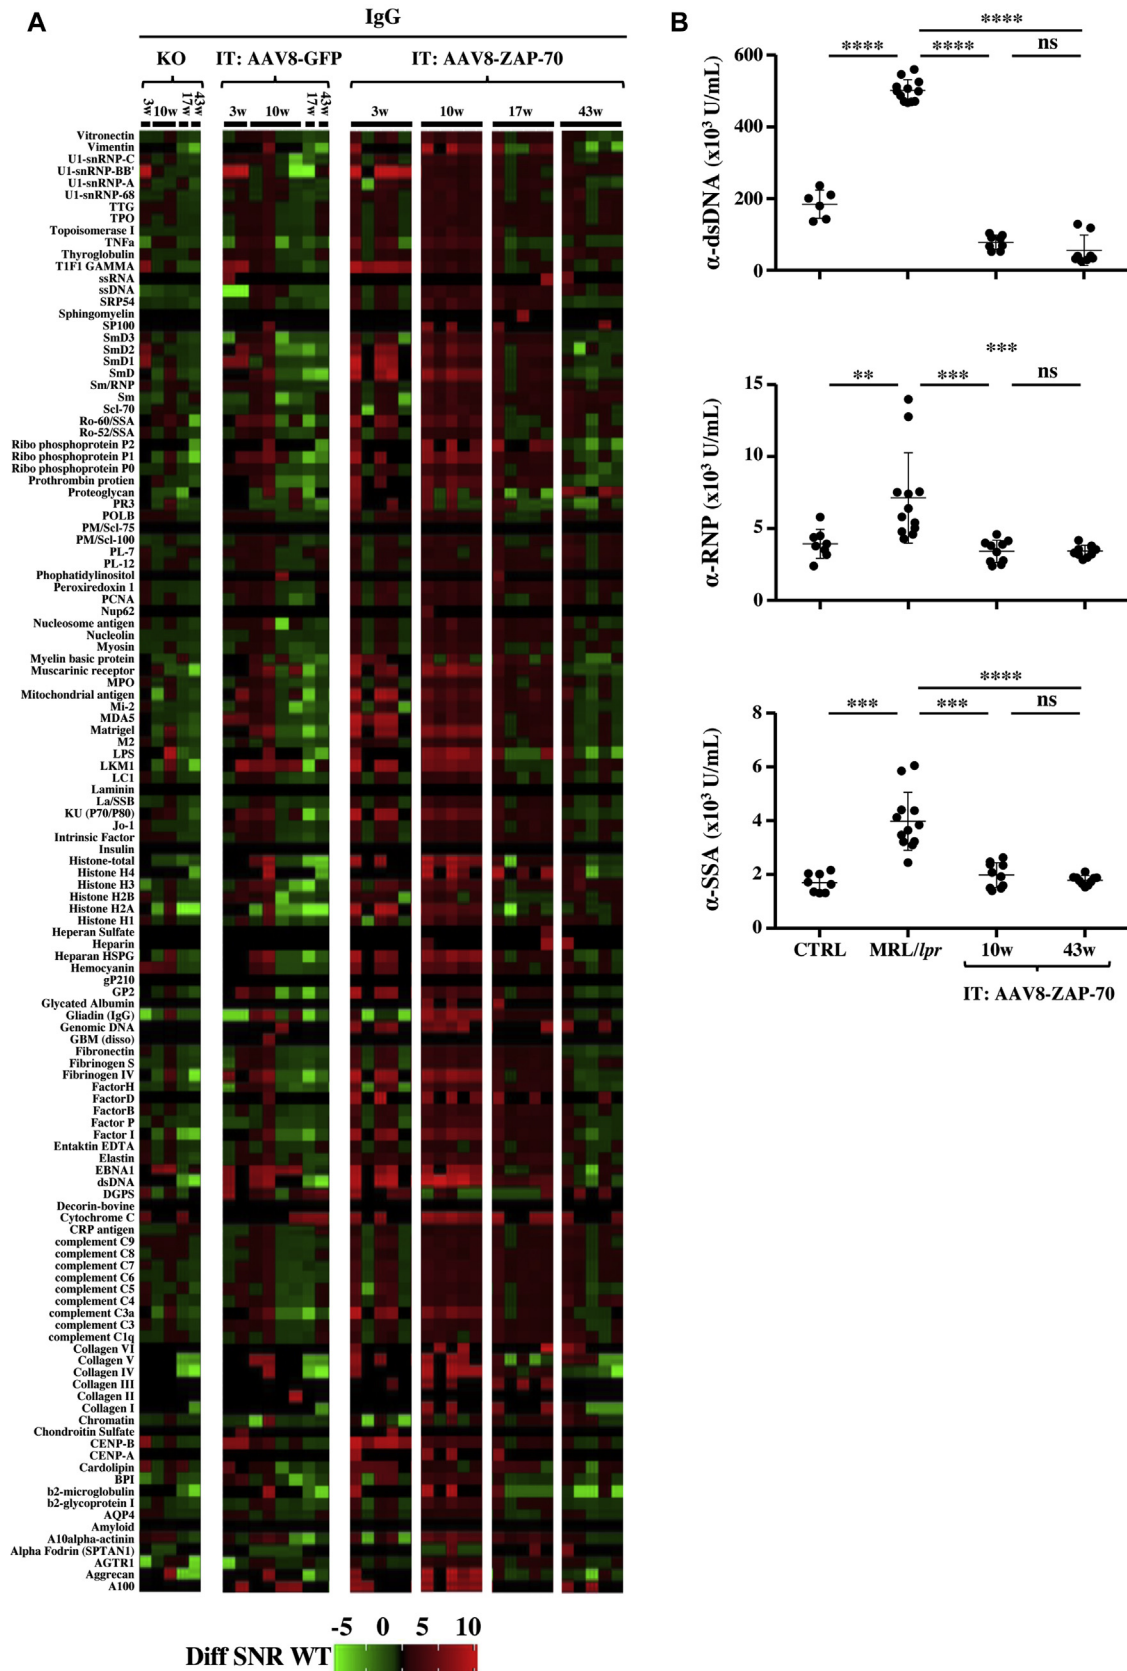 A
IgG
KO
IT: AAV8-GFP
IT: AAV8-ZAP-70
3w 10w 17w 43w
3w 10w 17w 43w
3w 10w 17w 43w
Vitronectin
Vimentin
U1-snRNP-C
U1-snRNP-BB'
U1-snRNP-A
U1-snRNP-68
TTG
TPO
Topoisomerase I
TNFa
Thyroglobulin
T1F1 GAMMA
ssRNA
ssDNA
SRP54
Sphingomyelin
SP100
SmD3
SmD2
SmD1
SmD
Sm/RNP
Sm
Scl-70
Ro-60/SSA
Ro-52/SSA
Ribo phosphoprotein P2
Ribo phosphoprotein P1
Ribo phosphoprotein P0
Prothrombin protien
Proteoglycan
PR3
POLB
PM/Scl-75
PM/Scl-100
PL-7
PL-12
Phophatidylinositol
Peroxiredoxin 1
PCNA
Nup62
Nucleosome antigen
Nucleolin
Myosin
Myelin basic protein
Muscarinic receptor
MPO
Mitochondrial antigen
Mi-2
MDA5
Matrigel
M2
LPS
LKM1
LC1
Laminin
La/SSB
KU (P70/P80)
Jo-1
Intrinsic Factor
Insulin
Histone-total
Histone H4
Histone H3
Histone H2B
Histone H2A
Histone H1
Heperan Sulfate
Heparin
Heparan HSPG
Hemocyanin
gP210
GP2
Glycated Albumin
Gliadin (IgG)
Genomic DNA
GBM (disso)
Fibronectin
Fibrinogen S
Fibrinogen IV
FactorH
FactorD
FactorB
Factor P
Factor I
Entaktin EDTA
Elastin
EBNA1
dsDNA
DGPS
Decorin-bovine
Cytochrome C
CRP antigen
complement C9
complement C8
complement C7
complement C6
complement C5
complement C4
complement C3a
complement C3
complement C1q
Collagen VI
Collagen V
Collagen IV
Collagen III
Collagen II
Collagen I
Chromatin
Chondroitin Sulfate
CENP-B
CENP-A
Cardolipin
BPI
b2-microglobulin
b2-glycoprotein I
AQP4
Amyloid
A10alpha-actinin
Alpha Fodrin (SPTAN1)
AGTR1
Aggrecan
A100
-5 0 5 10
Diff SNR WT
B
****
**** **** ns
α-dsDNA (x10³ U/mL)
600
400
200
0
***
** *** ns
α-RNP (x10³ U/mL)
15
10
5
0
****
*** *** ns
α-SSA (x10³ U/mL)
8
6
4
2
0
CTRL MRL/lpr 10w 43w
IT: AAV8-ZAP-70